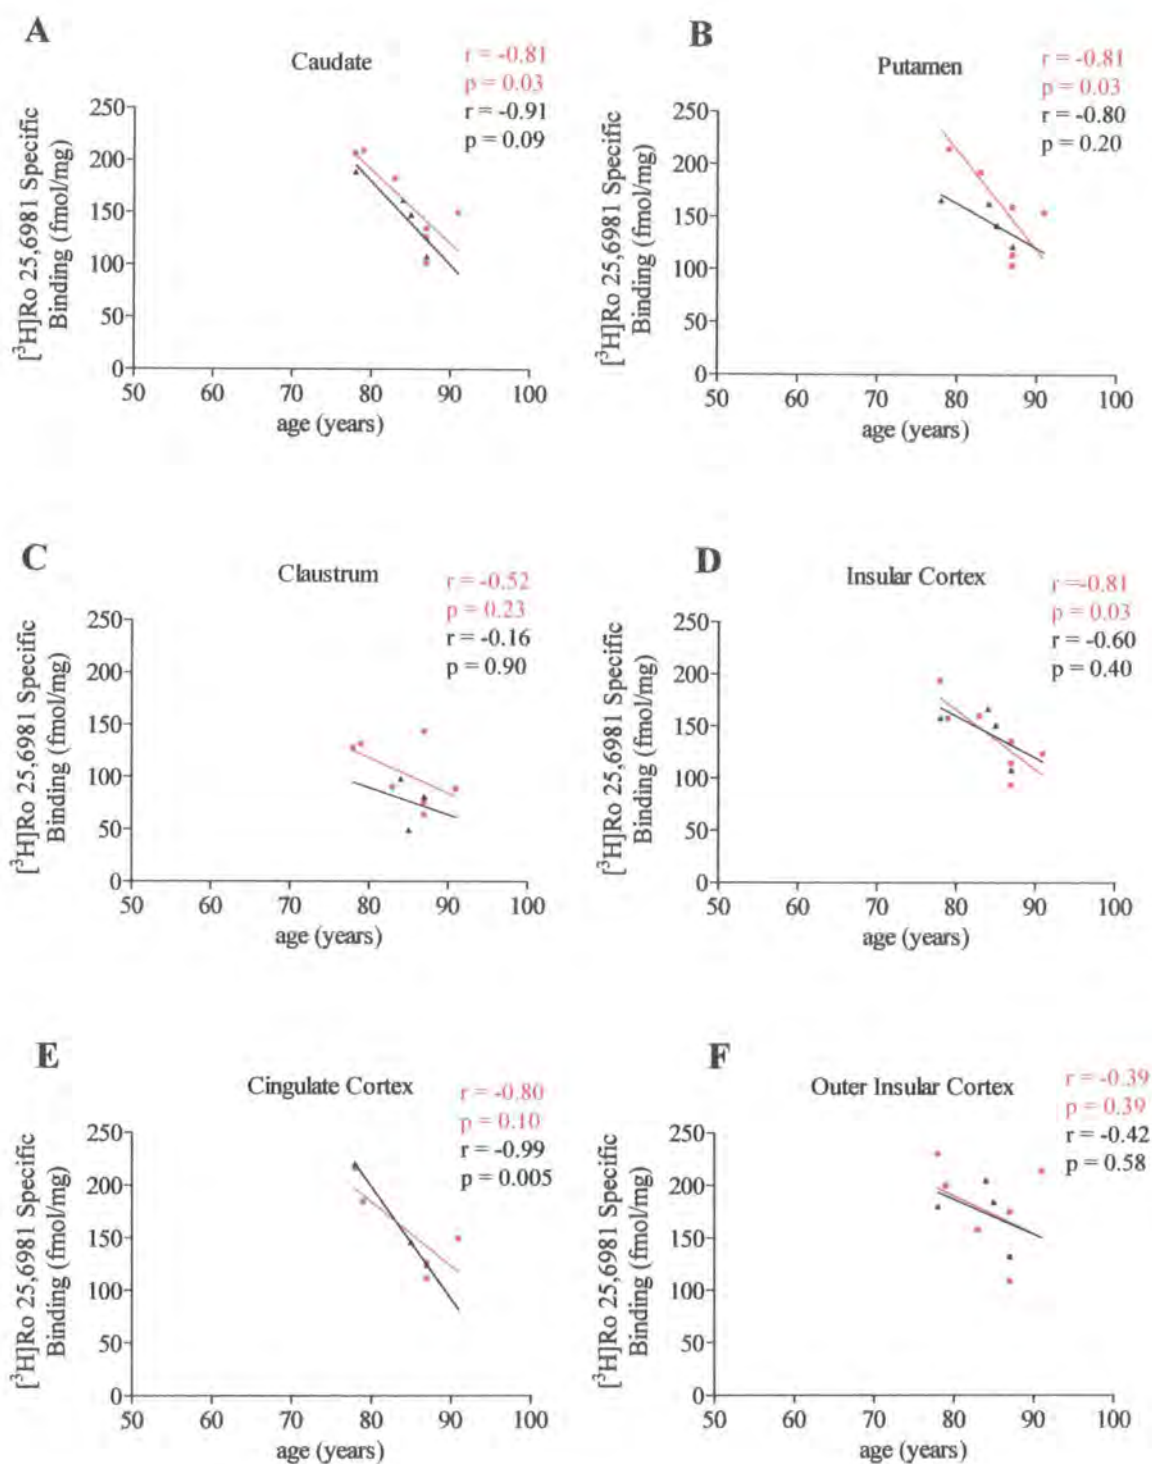 A
Caudate
r = -0.81
p = 0.03
r = -0.91
p = 0.09
[³H]Ro 25,6981 Specific
Binding (fmol/mg)
250
200
150
100
50
0
50 60 70 80 90 100
age (years)
B
Putamen
r = -0.81
p = 0.03
r = -0.80
p = 0.20
[³H]Ro 25,6981 Specific
Binding (fmol/mg)
250
200
150
100
50
0
50 60 70 80 90 100
age (years)
C
Claustrum
r = -0.52
p = 0.23
r = -0.16
p = 0.90
[³H]Ro 25,6981 Specific
Binding (fmol/mg)
250
200
150
100
50
0
50 60 70 80 90 100
age (years)
D
Insular Cortex
r = -0.81
p = 0.03
r = -0.60
p = 0.40
[³H]Ro 25,6981 Specific
Binding (fmol/mg)
250
200
150
100
50
0
50 60 70 80 90 100
age (years)
E
Cingulate Cortex
r = -0.80
p = 0.10
r = -0.99
p = 0.005
[³H]Ro 25,6981 Specific
Binding (fmol/mg)
250
200
150
100
50
0
50 60 70 80 90 100
age (years)
F
Outer Insular Cortex
r = -0.39
p = 0.39
r = -0.42
p = 0.58
[³H]Ro 25,6981 Specific
Binding (fmol/mg)
250
200
150
100
50
0
50 60 70 80 90 100
age (years)